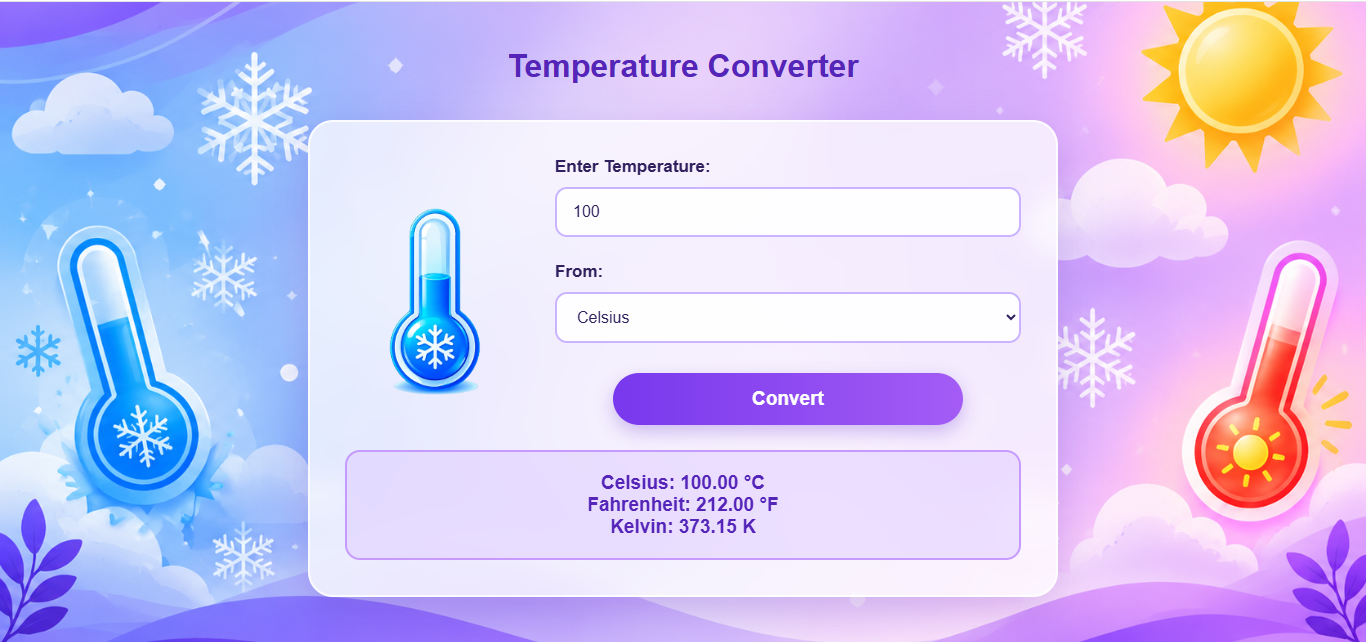 Temperature Converter
Enter Temperature:
100
From:
Celsius
Convert
Celsius: 100.00 °C
Fahrenheit: 212.00 °F
Kelvin: 373.15 K